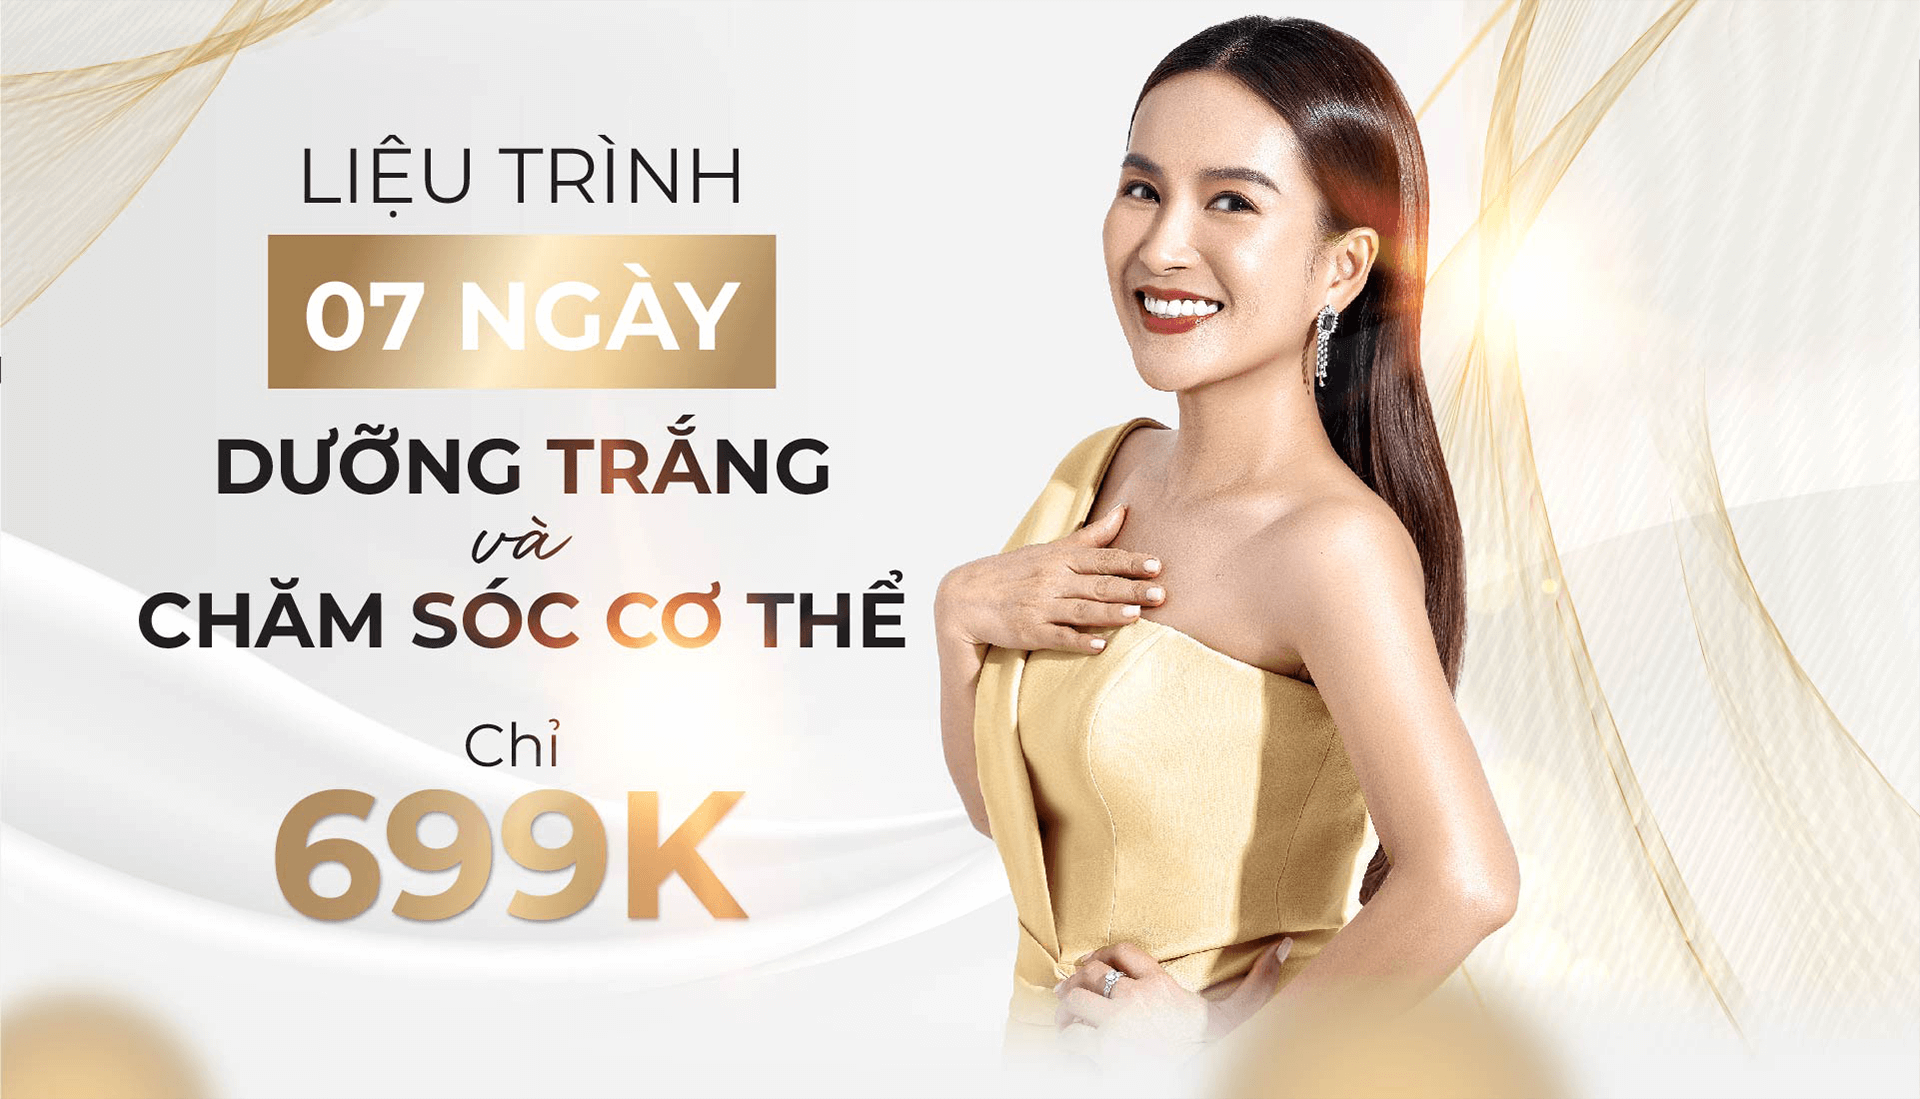 LIỆU TRÌNH
07 NGÀY
DƯỠNG TRẮNG
và
CHĂM SÓC CƠ THỂ
Chỉ
699K